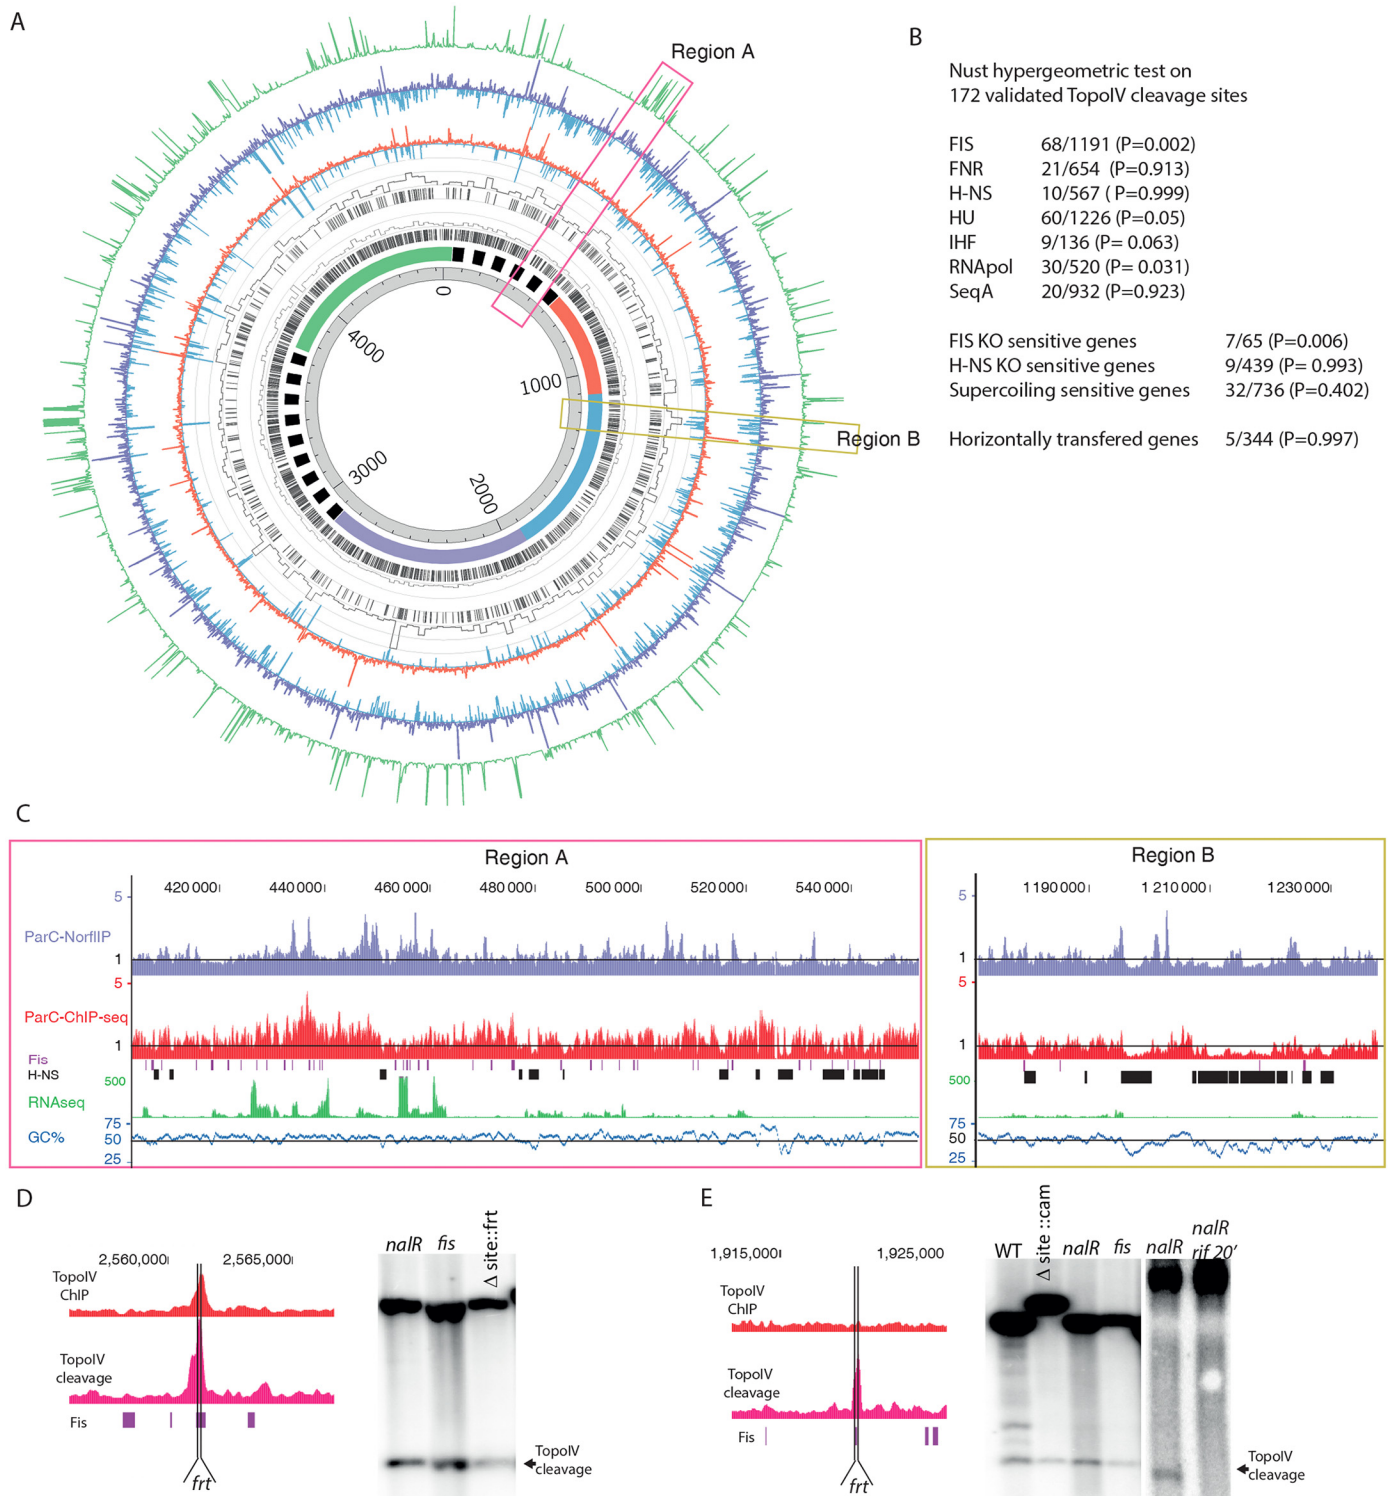 A
Region A
0
1000
2000
3000
4000
Region B
B
Nust hypergeometric test on
172 validated TopoIV cleavage sites
FIS 68/1191 (P=0.002)
FNR 21/654 (P=0.913)
H-NS 10/567 ( P=0.999)
HU 60/1226 (P=0.05)
IHF 9/136 (P= 0.063)
RNApol 30/520 (P= 0.031)
SeqA 20/932 (P=0.923)
FIS KO sensitive genes 7/65 (P=0.006)
H-NS KO sensitive genes 9/439 (P= 0.993)
Supercoiling sensitive genes 32/736 (P=0.402)
Horizontally transfered genes 5/344 (P=0.997)
C
Region A
420 000 440 000 460 000 480 000 500 000 520 000 540 000
5
ParC-NorflIP
1
5
ParC-ChIP-seq
1
Fis
H-NS
500
RNAseq
75
GC% 50
25
Region B
1 190 000 1 210 000 1 230 000
5
1
5
1
500
75
50
25
D
2,560,000 2,565,000
TopoIV
ChIP
TopoIV
cleavage
Fis
frt
nalR fis Δ site::frt
TopoIV
cleavage
E
1,915,000 1,925,000
TopoIV
ChIP
TopoIV
cleavage
Fis
frt
WT Δ site ::cam nalR fis nalR nalR
rif 20'
TopoIV
cleavage